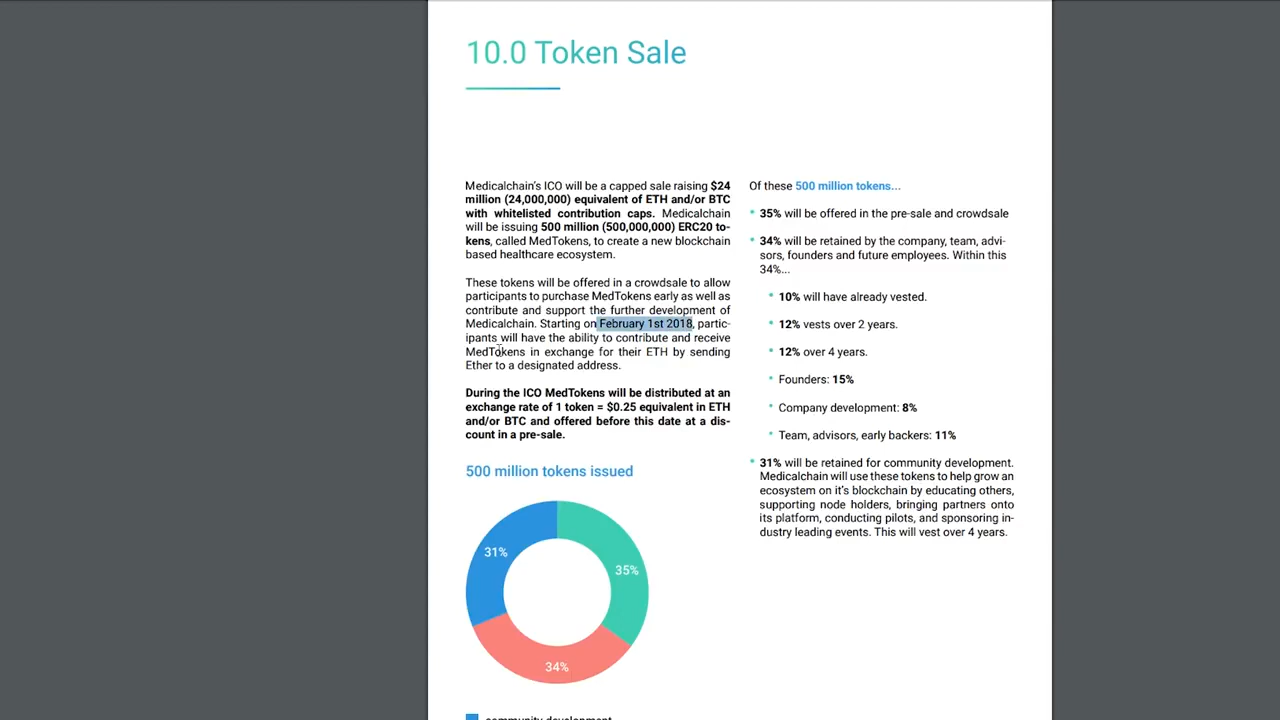 10.0 Token Sale
Medicalchain's ICO will be a capped sale raising $24
million (24,000,000) equivalent of ETH and/or BTC
with whitelisted contribution caps. Medicalchain
will be issuing 500 million (500,000,000) ERC20 to-
kens, called MedTokens, to create a new blockchain
based healthcare ecosystem.
These tokens will be offered in a crowdsale to allow
participants to purchase MedTokens early as well as
contribute and support the further development of
Medicalchain. Starting on February 1st 2018, partic-
ipants will have the ability to contribute and receive
MedTokens in exchange for their ETH by sending
Ether to a designated address.
During the ICO MedTokens will be distributed at an
exchange rate of 1 token = $0.25 equivalent in ETH
and/or BTC and offered before this date at a dis-
count in a pre-sale.
500 million tokens issued
31%
35%
34%
community development
Of these 500 million tokens...
• 35% will be offered in the pre-sale and crowdsale
• 34% will be retained by the company, team, advi-
sors, founders and future employees. Within this
34%...
• 10% will have already vested.
• 12% vests over 2 years.
• 12% over 4 years.
• Founders: 15%
• Company development: 8%
• Team, advisors, early backers: 11%
• 31% will be retained for community development.
Medicalchain will use these tokens to help grow an
ecosystem on it's blockchain by educating others,
supporting node holders, bringing partners onto
its platform, conducting pilots, and sponsoring in-
dustry leading events. This will vest over 4 years.